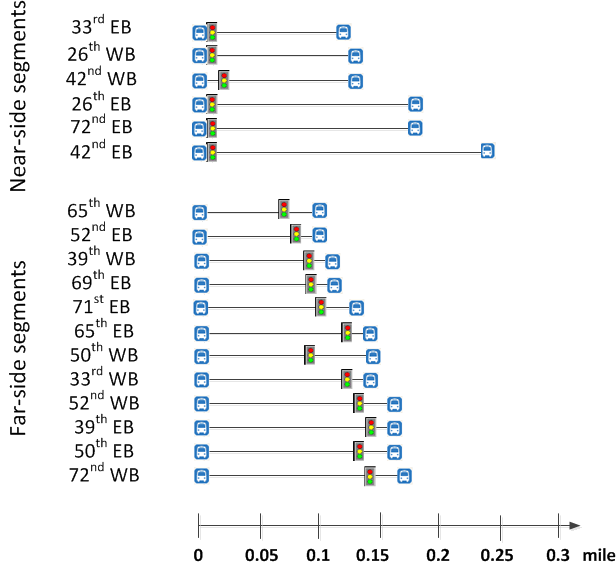 Near-side segments
33rd EB
26th WB
42nd WB
26th EB
72nd EB
42nd EB
Far-side segments
65th WB
52nd EB
39th WB
69th EB
71st EB
65th EB
50th WB
33rd WB
52nd WB
39th EB
50th EB
72nd WB
0 0.05 0.1 0.15 0.2 0.25 0.3 mile